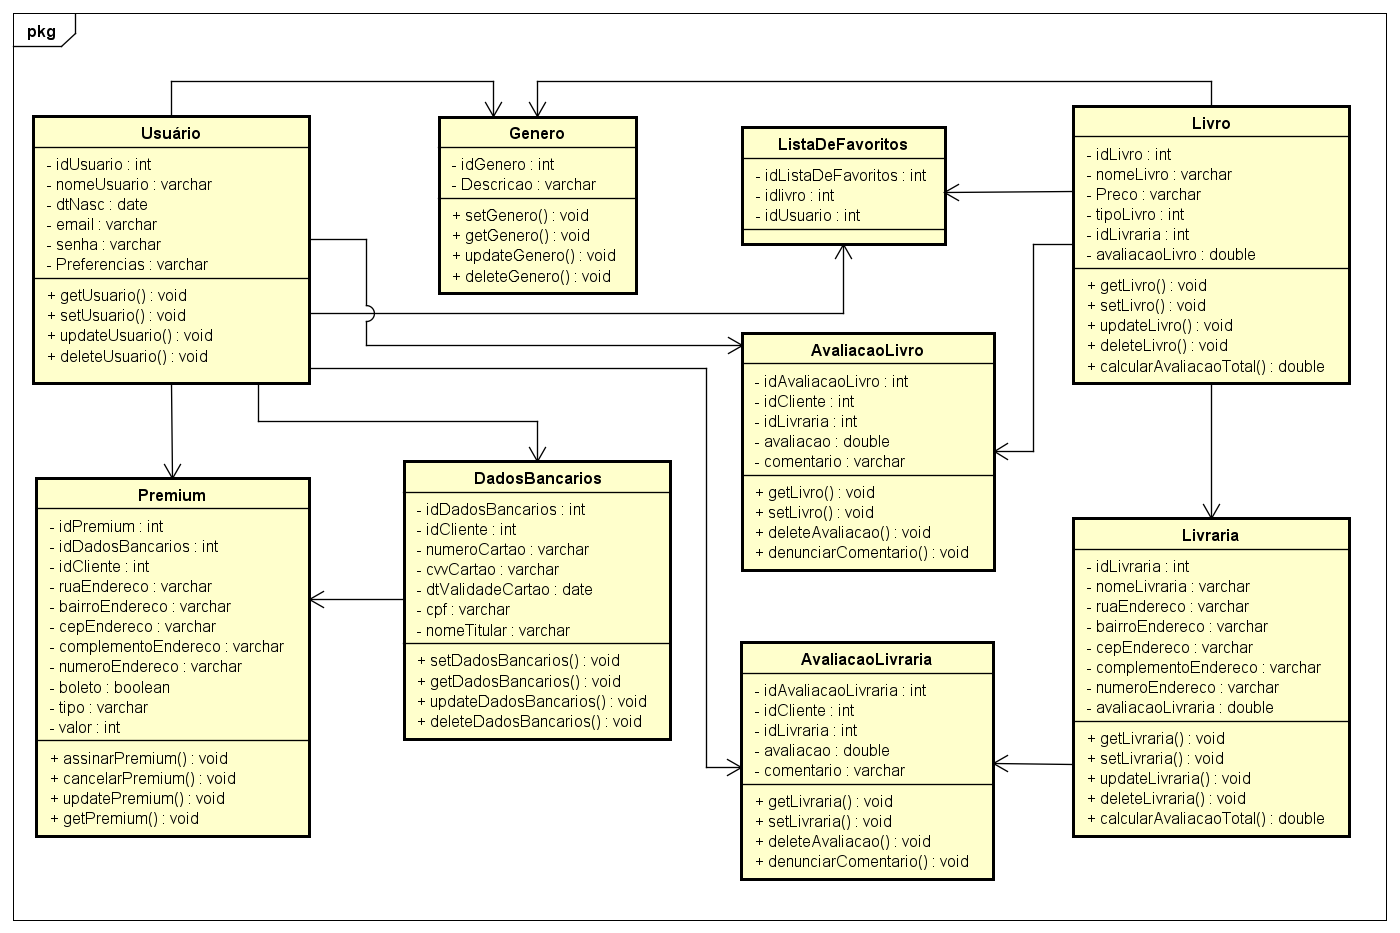 pkg
Usuário
- idUsuario : int
- nomeUsuario : varchar
- dtNasc : date
- email : varchar
- senha : varchar
- Preferencias : varchar
+ getUsuario() : void
+ setUsuario() : void
+ updateUsuario() : void
+ deleteUsuario() : void
Genero
- idGenero : int
- Descricao : varchar
+ setGenero() : void
+ getGenero() : void
+ updateGenero() : void
+ deleteGenero() : void
ListaDeFavoritos
- idListaDeFavoritos : int
- idlivro : int
- idUsuario : int
Livro
- idLivro : int
- nomeLivro : varchar
- Preco : varchar
- tipoLivro : int
- idLivraria : int
- avaliacaoLivro : double
+ getLivro() : void
+ setLivro() : void
+ updateLivro() : void
+ deleteLivro() : void
+ calcularAvaliacaoTotal() : double
AvaliacaoLivro
- idAvaliacaoLivro : int
- idCliente : int
- idLivraria : int
- avaliacao : double
- comentario : varchar
+ getLivro() : void
+ setLivro() : void
+ deleteAvaliacao() : void
+ denunciarComentario() : void
Premium
- idPremium : int
- idDadosBancarios : int
- idCliente : int
- ruaEndereco : varchar
- bairroEndereco : varchar
- cepEndereco : varchar
- complementoEndereco : varchar
- numeroEndereco : varchar
- boleto : boolean
- tipo : varchar
- valor : int
+ assinarPremium() : void
+ cancelarPremium() : void
+ updatePremium() : void
+ getPremium() : void
DadosBancarios
- idDadosBancarios : int
- idCliente : int
- numeroCartao : varchar
- cvvCartao : varchar
- dtValidadeCartao : date
- cpf : varchar
- nomeTitular : varchar
+ setDadosBancarios() : void
+ getDadosBancarios() : void
+ updateDadosBancarios() : void
+ deleteDadosBancarios() : void
AvaliacaoLivraria
- idAvaliacaoLivraria : int
- idCliente : int
- idLivraria : int
- avaliacao : double
- comentario : varchar
+ getLivraria() : void
+ setLivraria() : void
+ deleteAvaliacao() : void
+ denunciarComentario() : void
Livraria
- idLivraria : int
- nomeLivraria : varchar
- ruaEndereco : varchar
- bairroEndereco : varchar
- cepEndereco : varchar
- complementoEndereco : varchar
- numeroEndereco : varchar
- avaliacaoLivraria : double
+ getLivraria() : void
+ setLivraria() : void
+ updateLivraria() : void
+ deleteLivraria() : void
+ calcularAvaliacaoTotal() : double